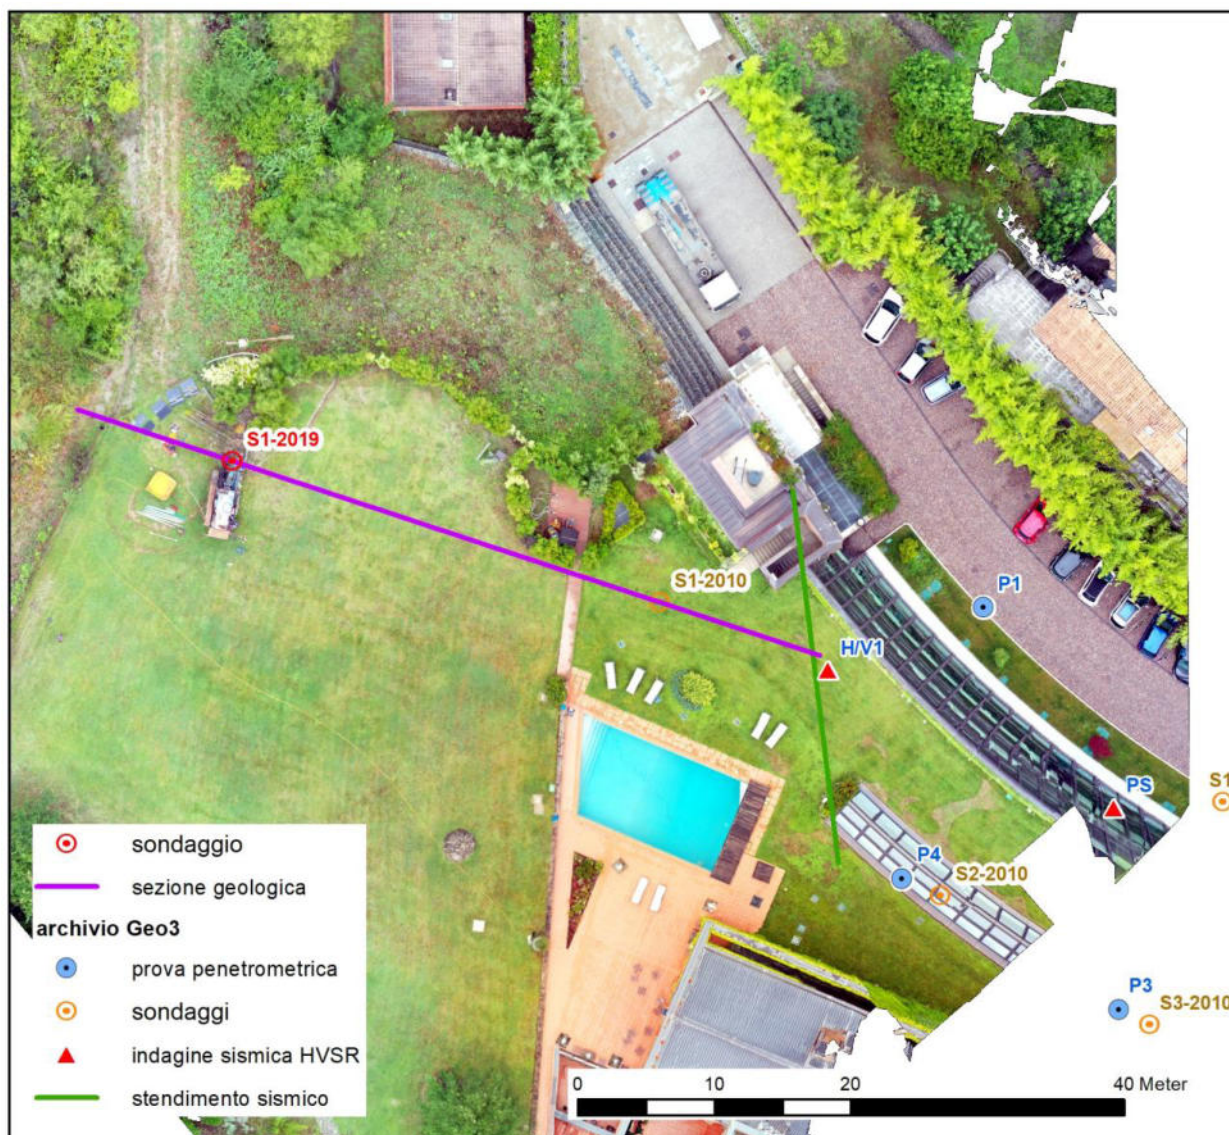 S1-2019
S1-2010
P1
H/V1
PS
S1
P4
S2-2010
P3
S3-2010
sondaggio
sezione geologica
archivio Geo3
prova penetrometrica
sondaggi
indagine sismica HVSR
stendimento sismico
0 10 20 40 Meter